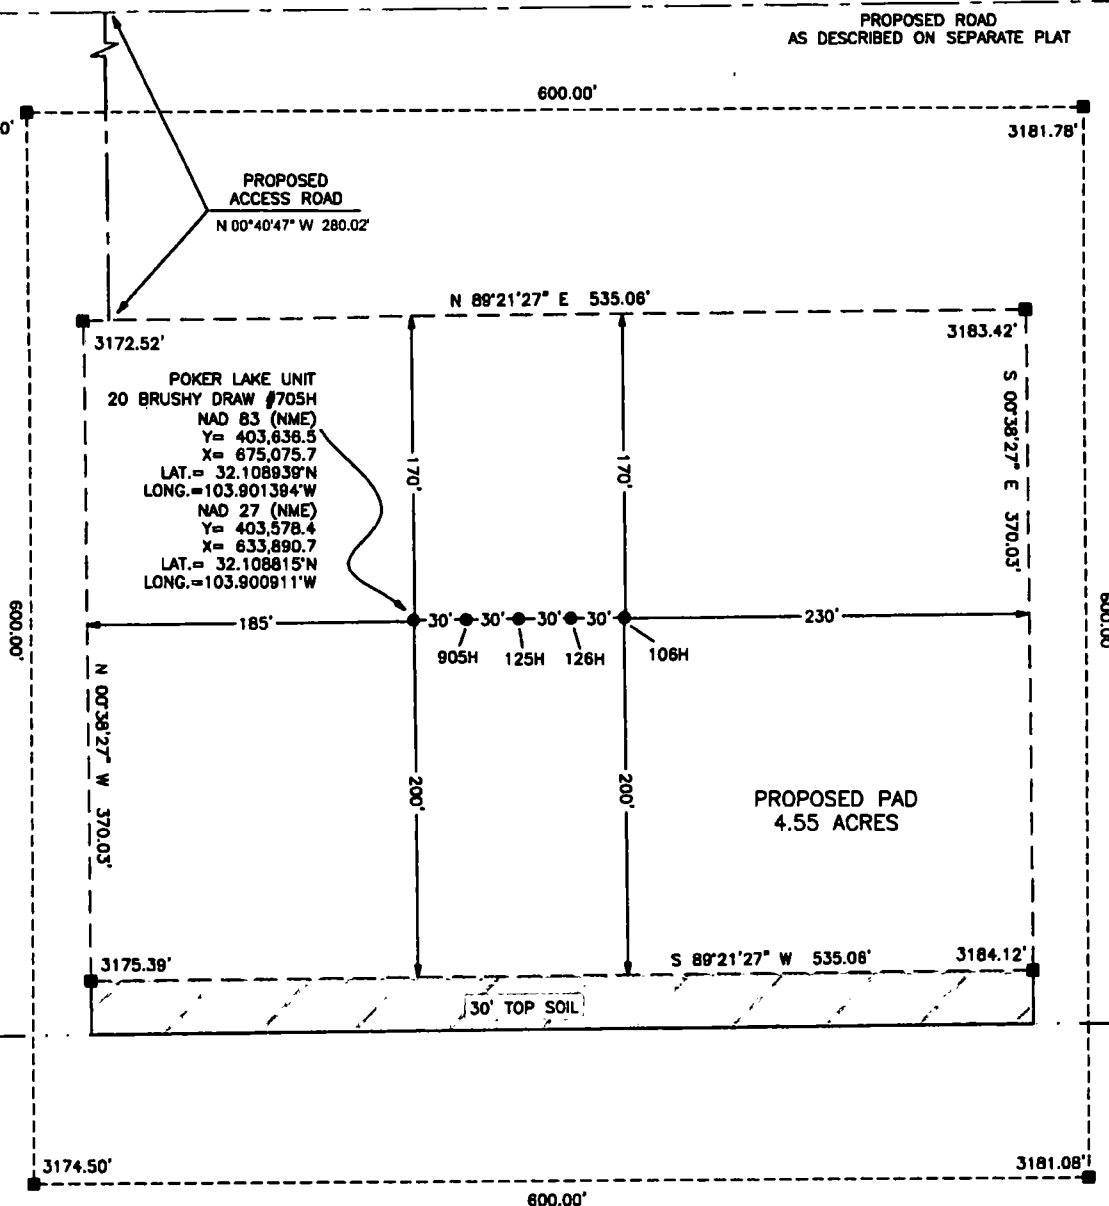 PROPOSED ROAD
AS DESCRIBED ON SEPARATE PLAT
600.00'
0'
3181.78'
PROPOSED
ACCESS ROAD
N 00°40'47" W 280.02'
N 89°21'27" E 535.06'
3172.52'
3183.42'
POKER LAKE UNIT
20 BRUSHY DRAW #705H
NAD 83 (NME)
Y= 403,636.5
X= 675,075.7
LAT.= 32.108939°N
LONG.=103.901394°W
NAD 27 (NME)
Y= 403,578.4
X= 633,890.7
LAT.= 32.108815°N
LONG.=103.900911°W
170'
170'
S 00°38'27" E 370.03'
600.00'
600.00
185'
30' 30' 30' 30'
230'
905H 125H 126H 106H
N 00°38'27" W 370.03'
200'
200'
PROPOSED PAD
4.55 ACRES
3175.39'
S 89°21'27" W 535.06'
3184.12'
30' TOP SOIL
3174.50'
3181.08'
600.00'